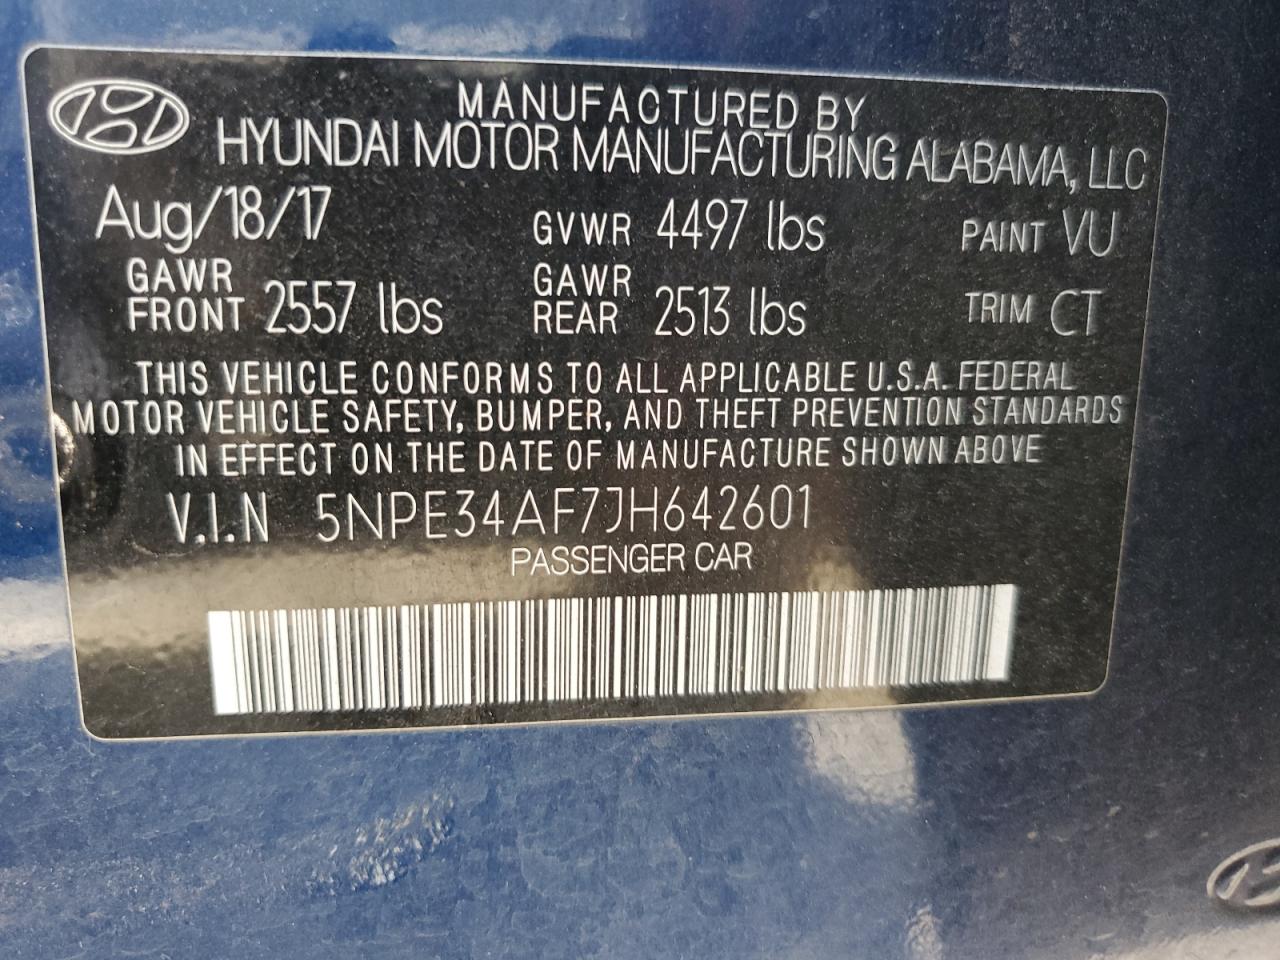 MANUFACTURED BY
HYUNDAI MOTOR MANUFACTURING ALABAMA, LLC
Aug/18/17 GVWR 4497 lbs PAINT VU
GAWR FRONT 2557 lbs GAWR REAR 2513 lbs TRIM CT
THIS VEHICLE CONFORMS TO ALL APPLICABLE U.S.A. FEDERAL
MOTOR VEHICLE SAFETY, BUMPER, AND THEFT PREVENTION STANDARDS
IN EFFECT ON THE DATE OF MANUFACTURE SHOWN ABOVE
V.I.N 5NPE34AF7JH642601
PASSENGER CAR